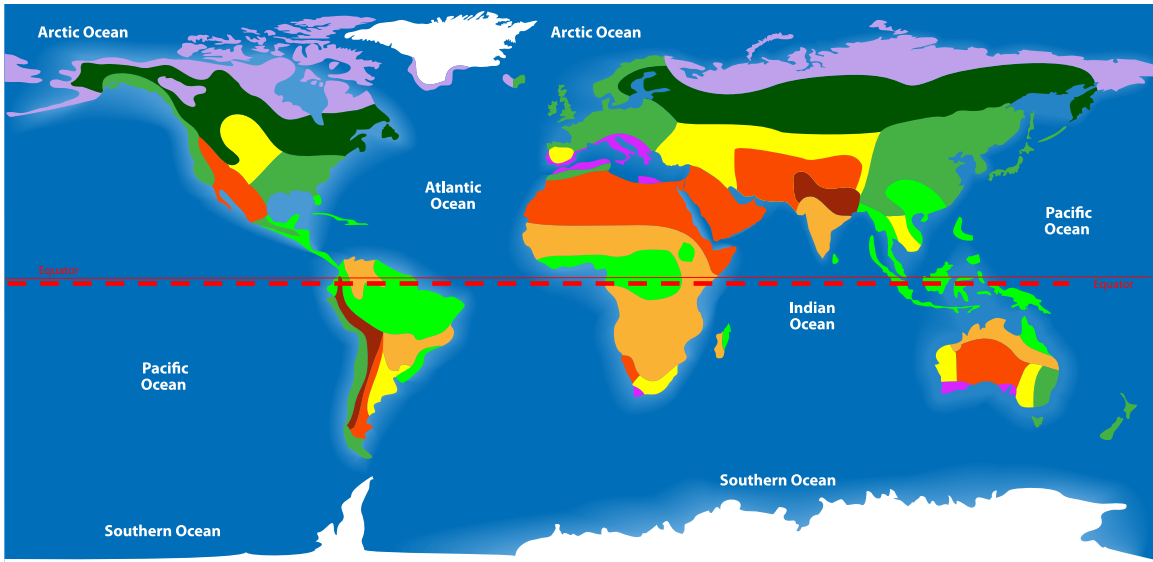 Arctic Ocean
Arctic Ocean
Atlantic
Ocean
Pacific
Ocean
Equator
Equator
Indian
Ocean
Pacific
Ocean
Southern Ocean
Southern Ocean